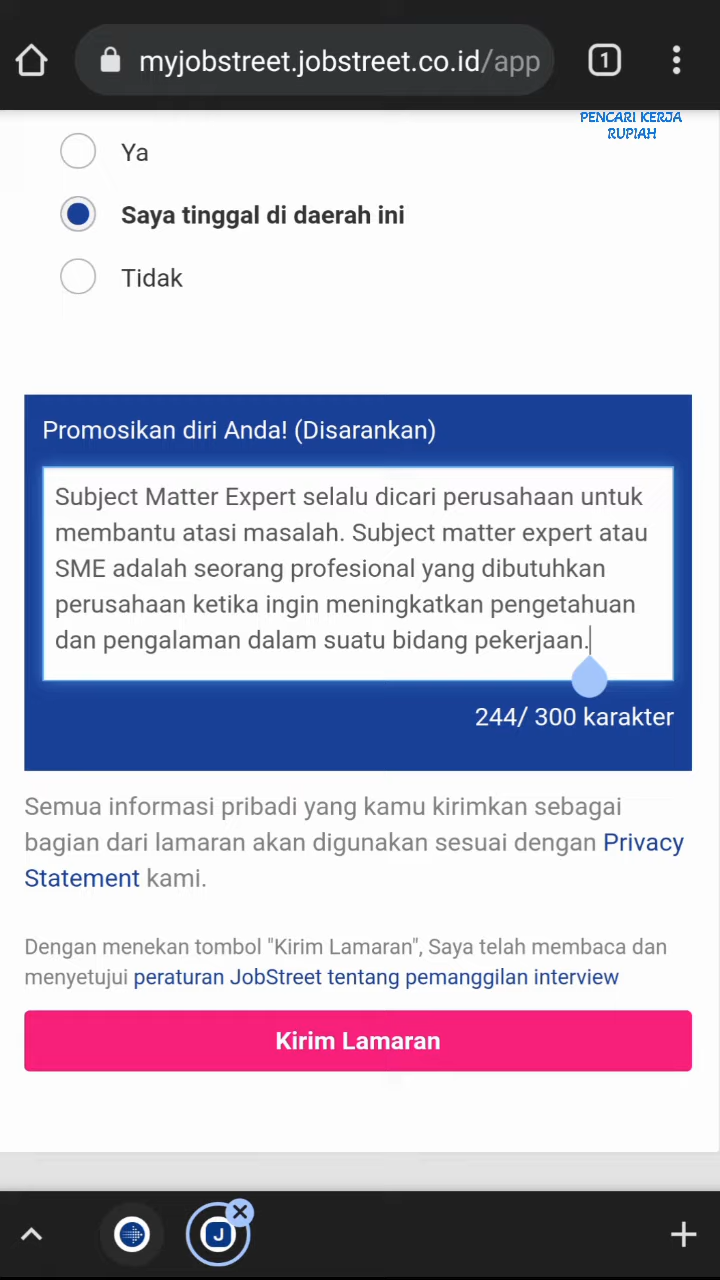 myjobstreet.jobstreet.co.id/app
1
PENCARI KERJA
RUPIAH
Ya
Saya tinggal di daerah ini
Tidak
Promosikan diri Anda! (Disarankan)
Subject Matter Expert selalu dicari perusahaan untuk
membantu atasi masalah. Subject matter expert atau
SME adalah seorang profesional yang dibutuhkan
perusahaan ketika ingin meningkatkan pengetahuan
dan pengalaman dalam suatu bidang pekerjaan.
244/ 300 karakter
Semua informasi pribadi yang kamu kirimkan sebagai
bagian dari lamaran akan digunakan sesuai dengan Privacy
Statement kami.
Dengan menekan tombol "Kirim Lamaran", Saya telah membaca dan
menyetujui peraturan JobStreet tentang pemanggilan interview
Kirim Lamaran
J